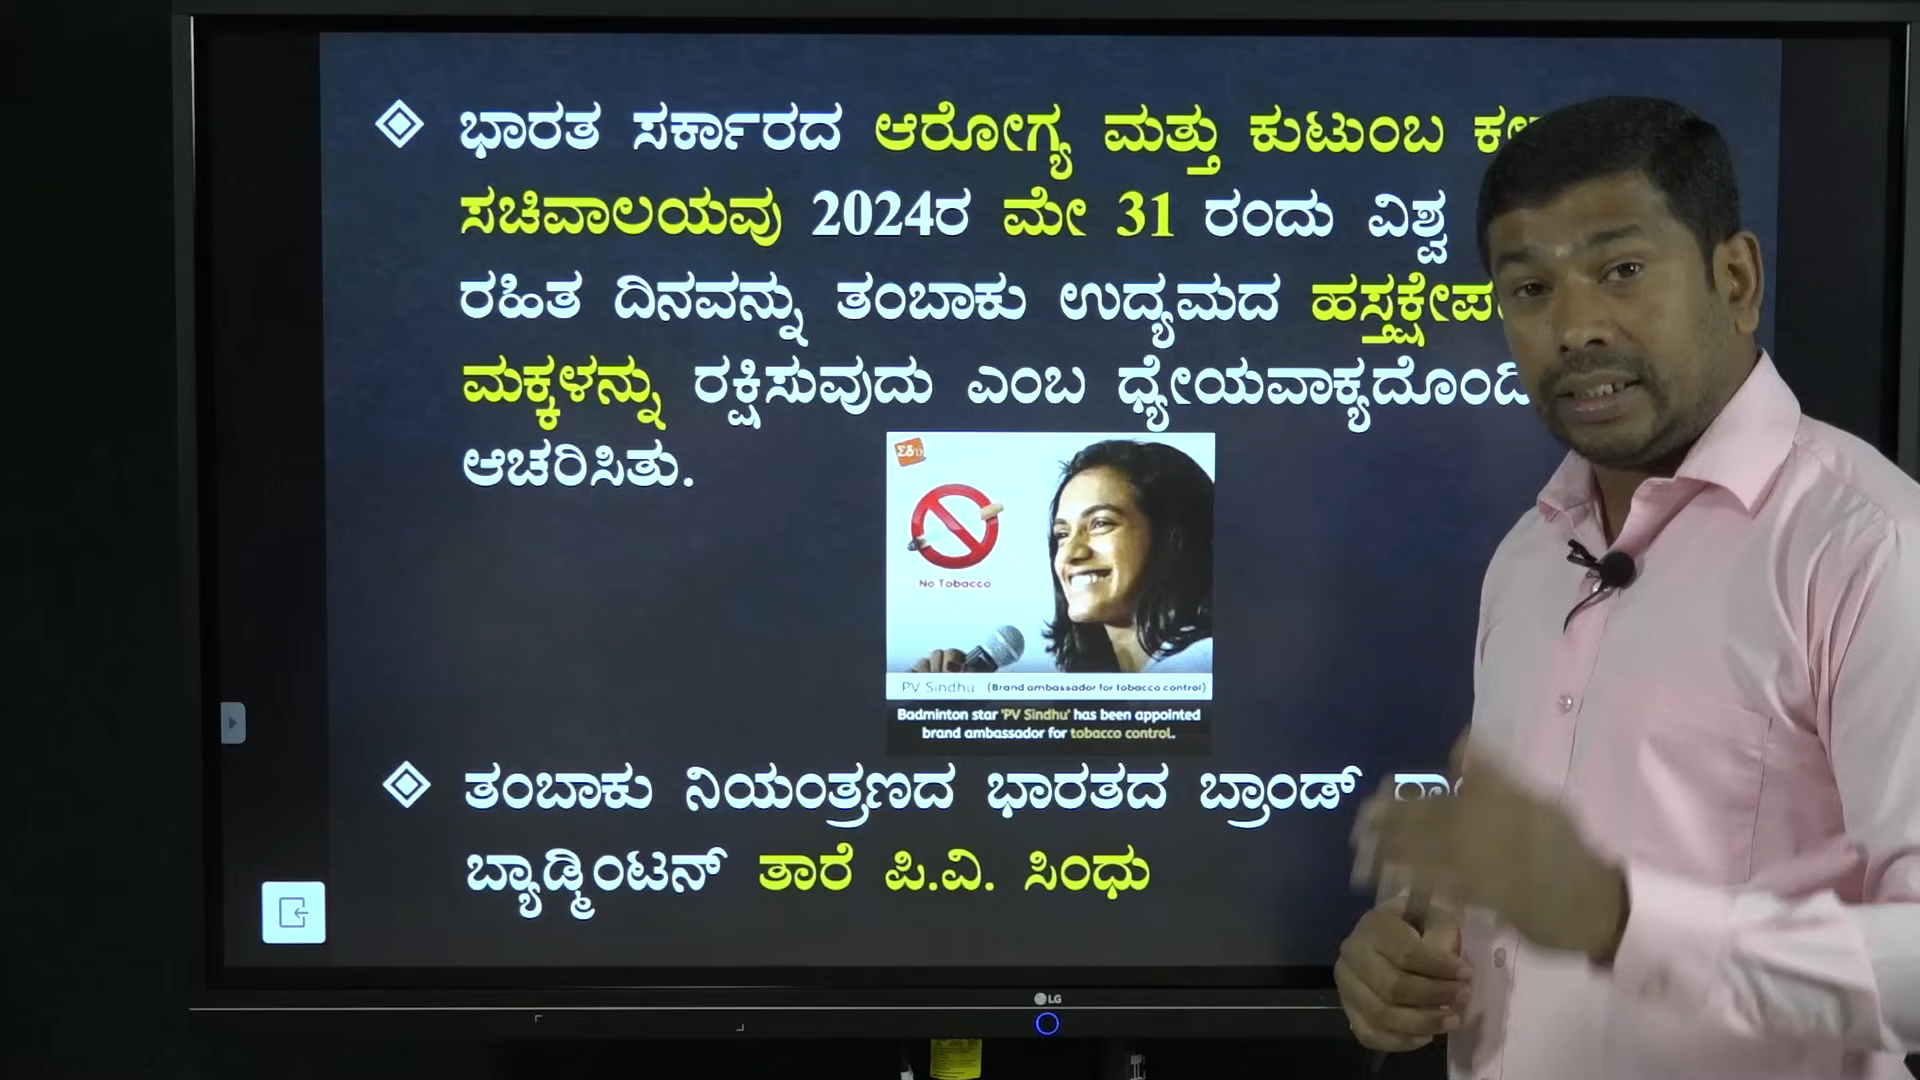 ಭಾರತ ಸರ್ಕಾರದ ಆರೋಗ್ಯ ಮತ್ತು ಕುಟುಂಬ
ಸಚಿವಾಲಯವು 2024ರ ಮೇ 31 ರಂದು ವಿಶ್ವ
ರಹಿತ ದಿನವನ್ನು ತಂಬಾಕು ಉದ್ಯಮದ
ಮಕ್ಕಳನ್ನು ರಕ್ಷಿಸುವುದು ಎಂಬ
ಆಚರಿಸಿತು.
No Tobacco
PV Sindhu (Brand ambassador for tobacco control)
Badminton star 'PV Sindhu' has been appointed
brand ambassador for tobacco control.
ತಂಬಾಕು ನಿಯಂತ್ರಣದ ಭಾರತದ ಬ್ರಾಂಡ್
ಬ್ಯಾಡ್ಮಿಂಟನ್ ತಾರೆ ಪಿ.ವಿ. ಸಿಂಧು
LG